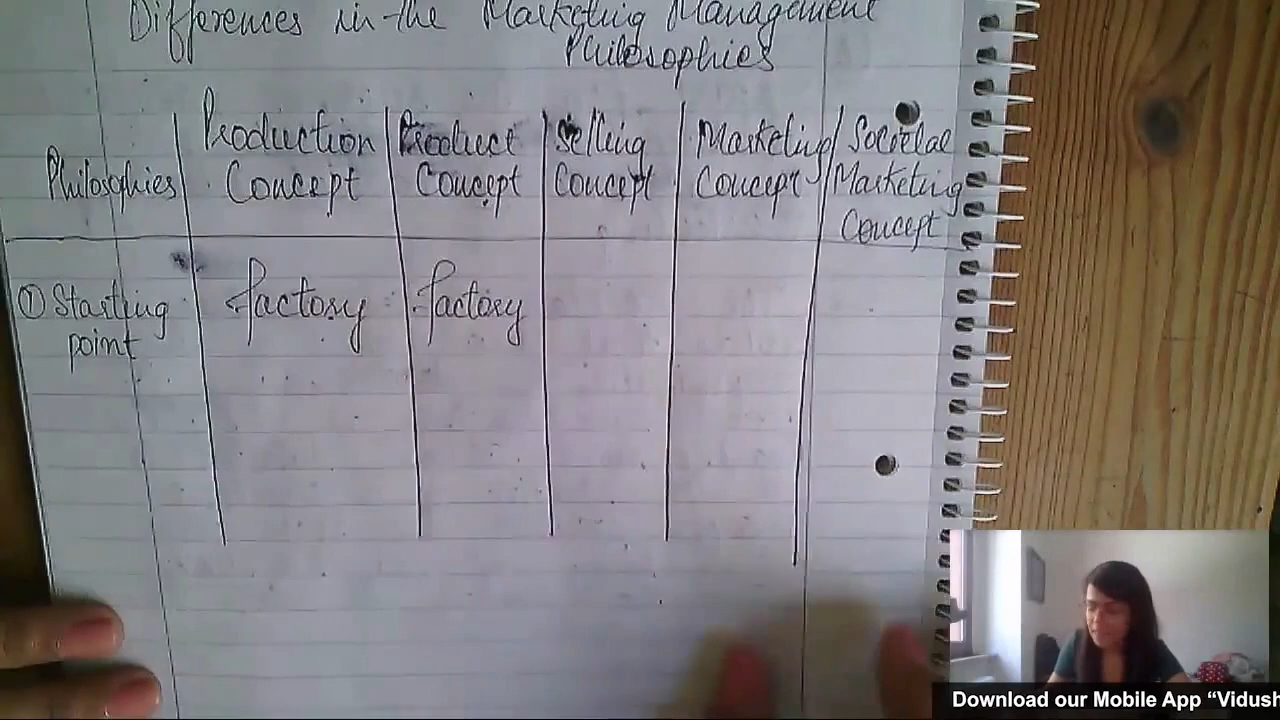 Differences in the Marketing Management
Philosophies
Philosophies
Production
Concept
Product
Concept
Selling
Concept
Marketing
Concept
Societal
Marketing
Concept
① Starting
point
factory
factory
Download our Mobile App “Vidush